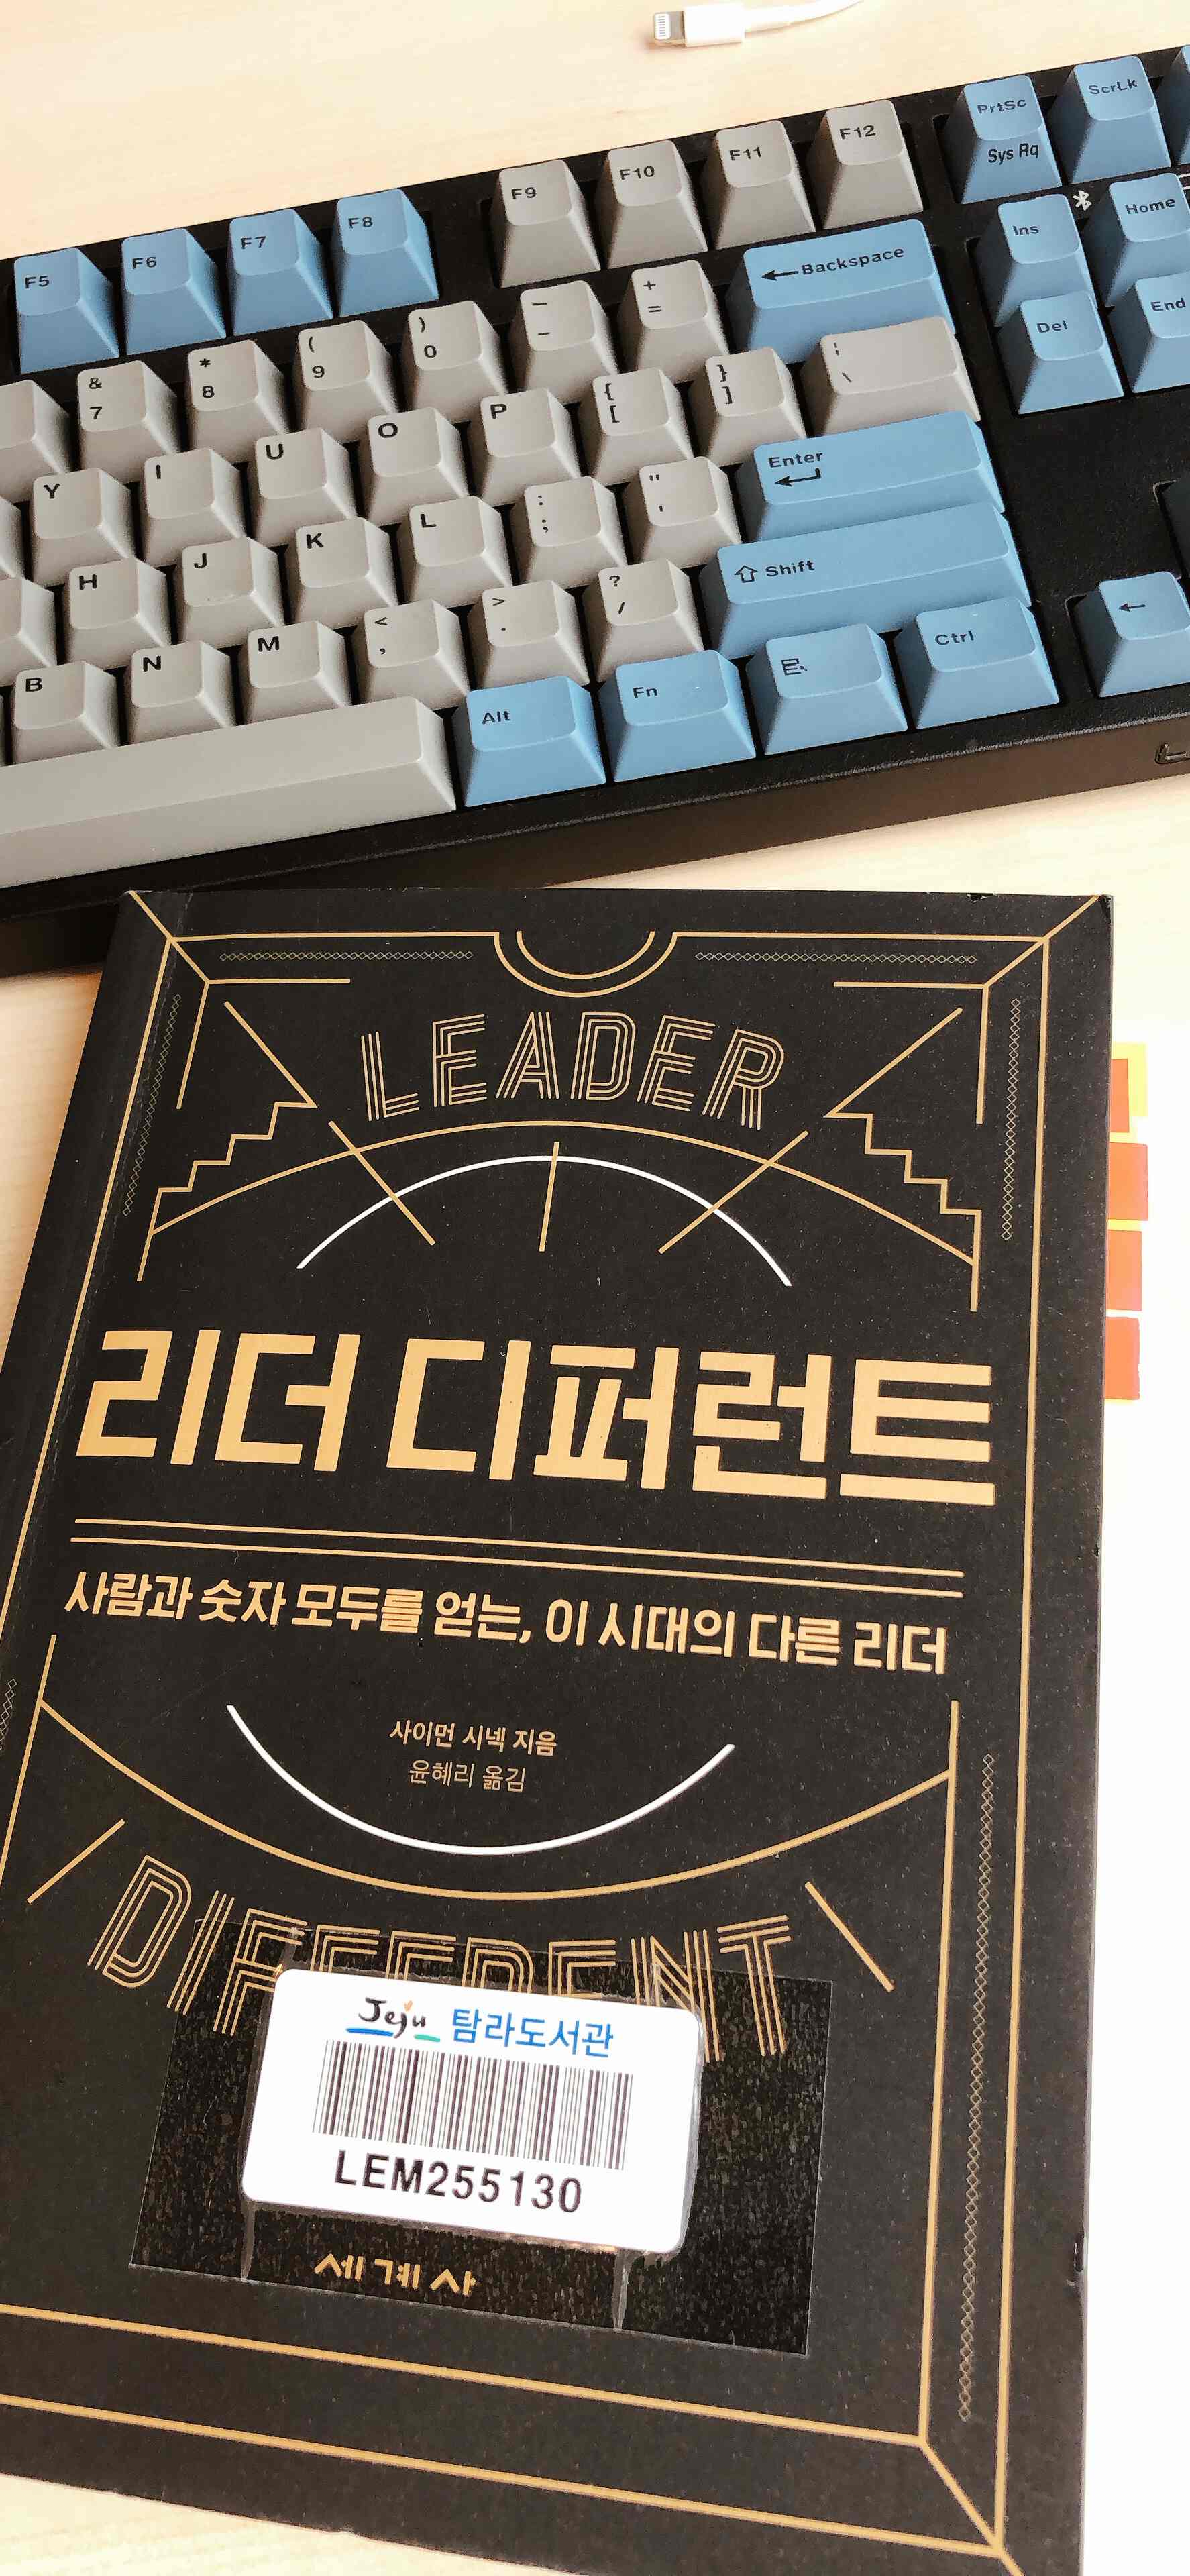 PrtSc
Sys Rq
ScrLk
F5 F6 F7 F8 F9 F10 F11 F12
Ins Home
& 7 * 8 ( 9 ) 0 _ - + = ←Backspace
Del End
Y I U O P { [ } ] ¦ \
H J K L : ; " ' Enter
B N M < , > . ? / Shift
Alt Fn Ctrl ←
LEADER
리더 디퍼런트
사람과 숫자 모두를 얻는, 이 시대의 다른 리더
사이먼 시넥 지음
윤혜리 옮김
DIFFERENT
Jeju 탐라도서관
LEM255130
세계사